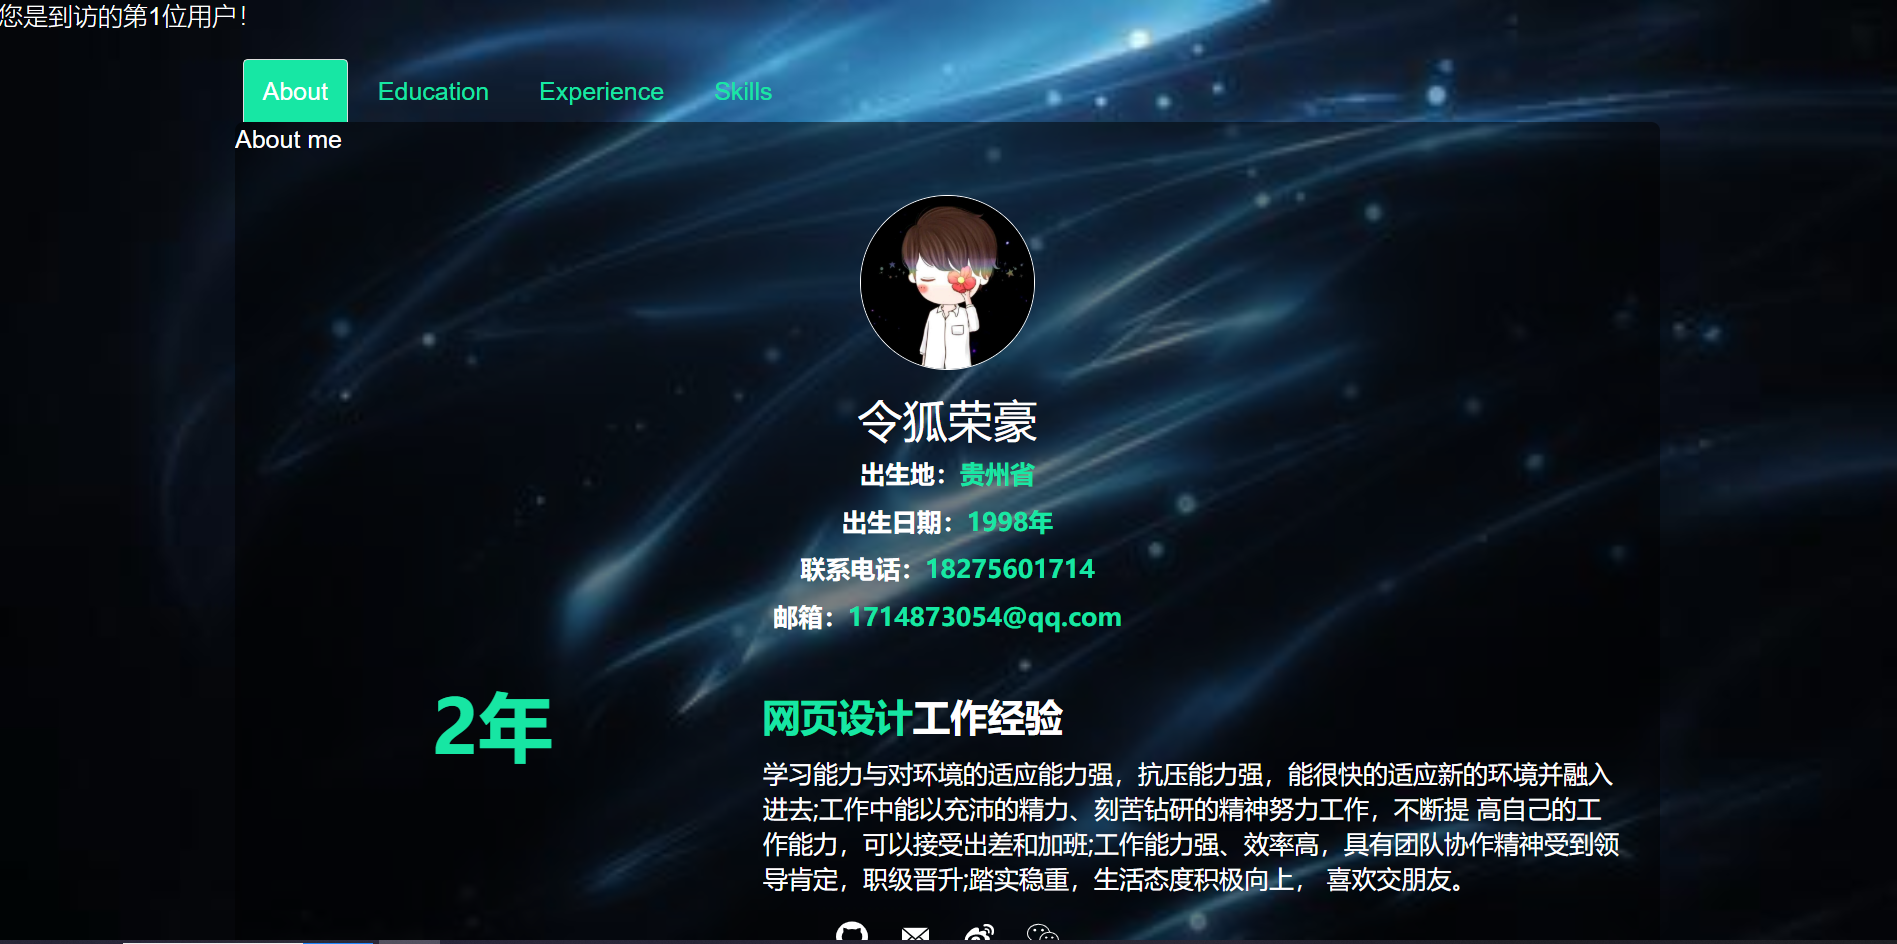 您是到访的第1位用户！
About Education Experience Skills
About me
令狐荣豪
出生地：贵州省
出生日期：1998年
联系电话：18275601714
邮箱：1714873054@qq.com
2年
网页设计工作经验
学习能力与对环境的适应能力强，抗压能力强，能很快的适应新的环境并融入
进去;工作中能以充沛的精力、刻苦钻研的精神努力工作，不断提 高自己的工
作能力，可以接受出差和加班;工作能力强、效率高，具有团队协作精神受到领
导肯定，职级晋升;踏实稳重，生活态度积极向上， 喜欢交朋友。